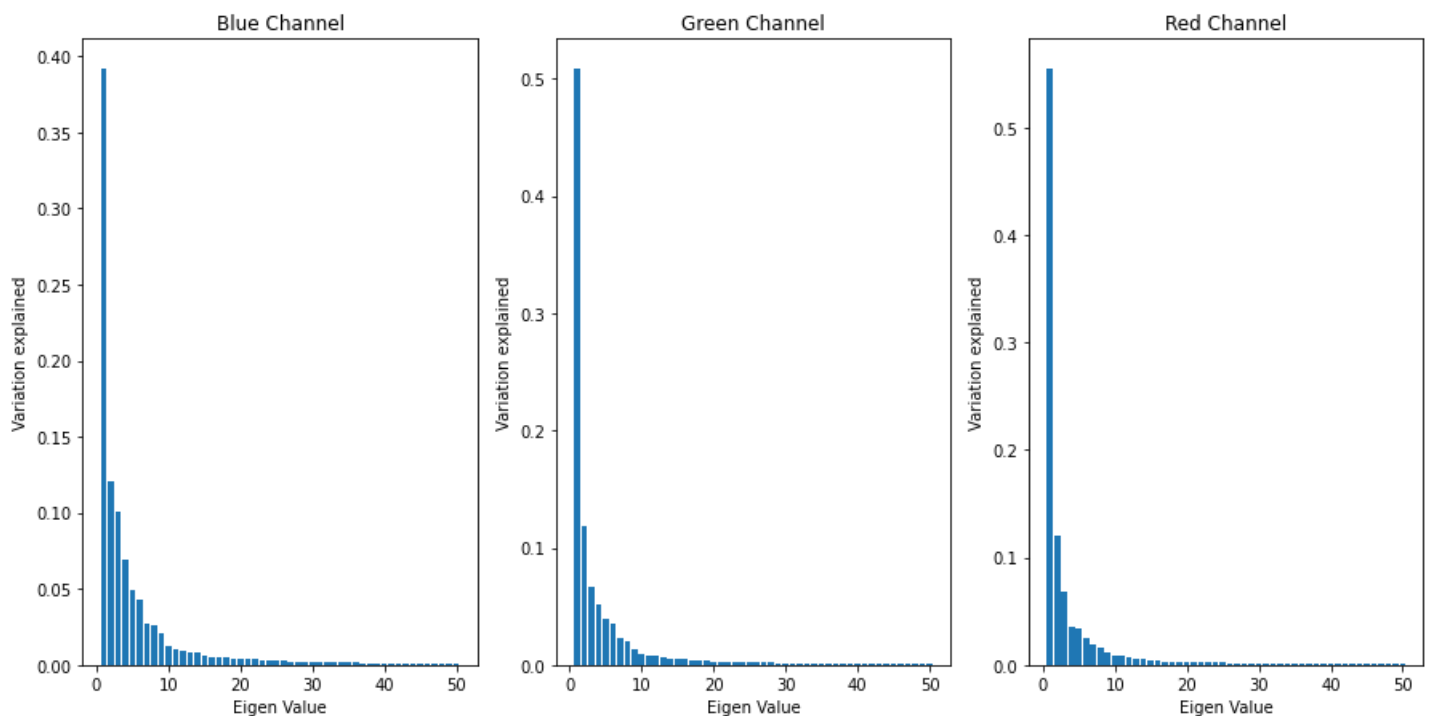 Blue Channel
0.40
0.35
0.30
0.25
0.20
0.15
0.10
0.05
0.00
Variation explained
0 10 20 30 40 50
Eigen Value
Green Channel
0.5
0.4
0.3
0.2
0.1
0.0
Variation explained
0 10 20 30 40 50
Eigen Value
Red Channel
0.5
0.4
0.3
0.2
0.1
0.0
Variation explained
0 10 20 30 40 50
Eigen Value